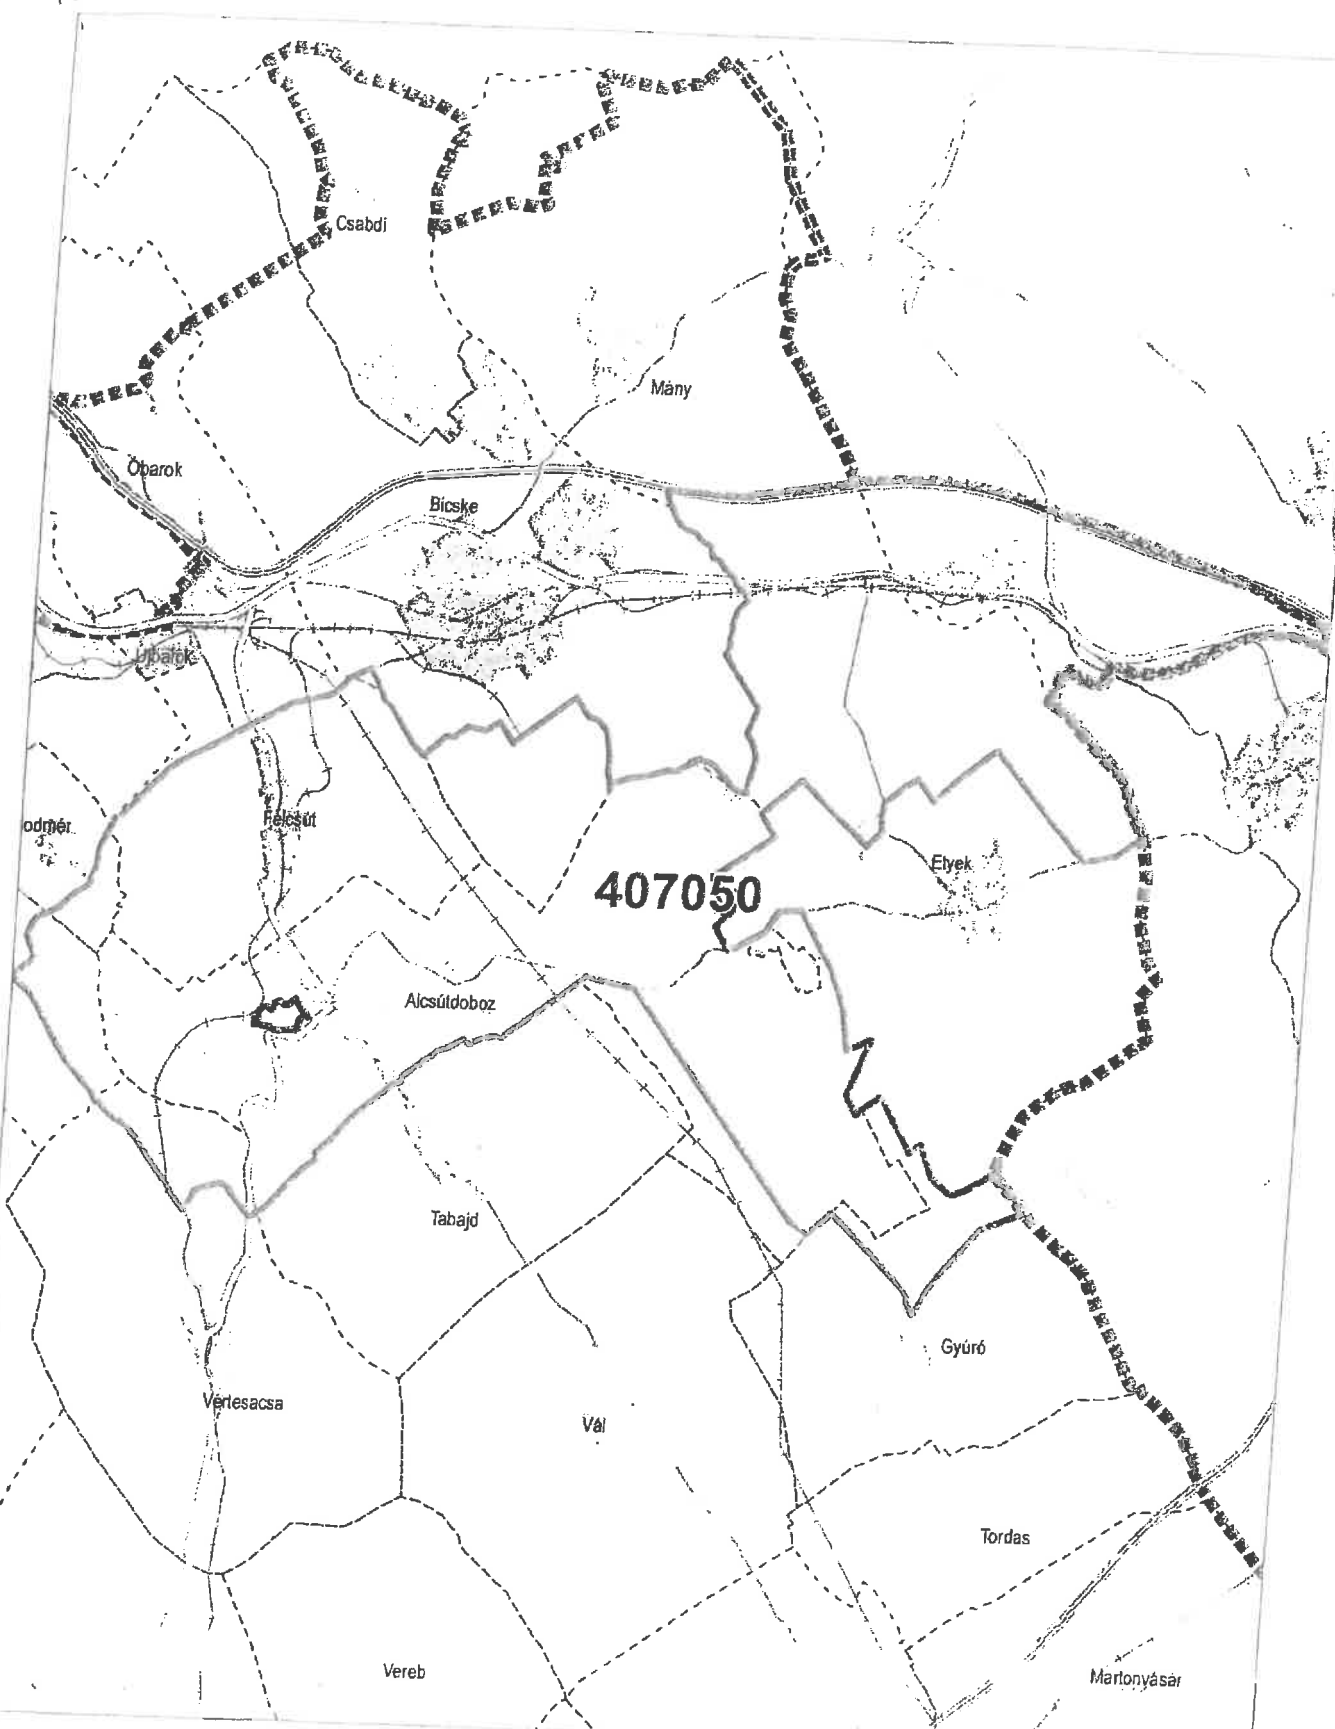 Csabdi
Mány
Óbarok
Bicske
Újbarok
odmér
Felcsút
Etyek
407050
Alcsútdoboz
Tabajd
Gyúró
Vértesacsa
Vál
Tordas
Vereb
Martonvásár